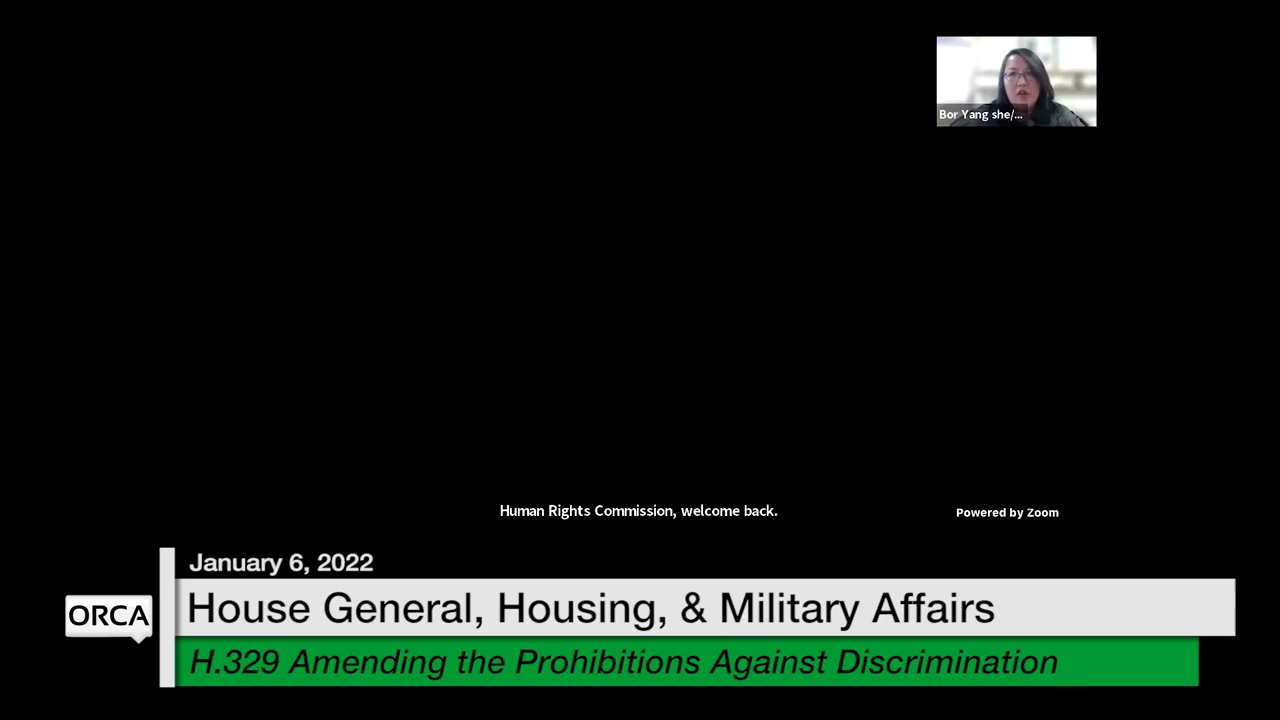 Bor Yang she/...
Human Rights Commission, welcome back.
Powered by Zoom
January 6, 2022
House General, Housing, & Military Affairs
ORCA
H.329 Amending the Prohibitions Against Discrimination